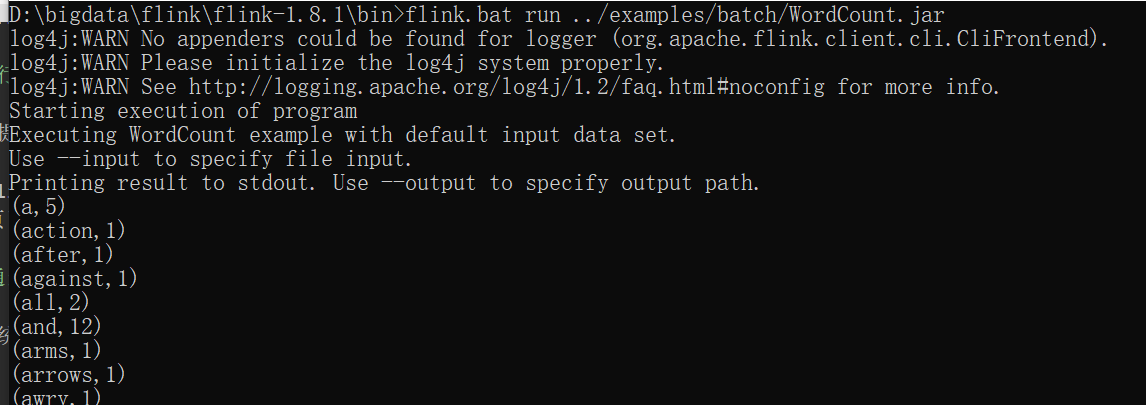 D:\bigdata\flink\flink-1.8.1\bin>flink.bat run ../examples/batch/WordCount.jar
log4j:WARN No appenders could be found for logger (org.apache.flink.client.cli.CliFrontend).
log4j:WARN Please initialize the log4j system properly.
log4j:WARN See http://logging.apache.org/log4j/1.2/faq.html#noconfig for more info.
Starting execution of program
Executing WordCount example with default input data set.
Use --input to specify file input.
Printing result to stdout. Use --output to specify output path.
(a,5)
(action,1)
(after,1)
(against,1)
(all,2)
(and,12)
(arms,1)
(arrows,1)
(awry,1)